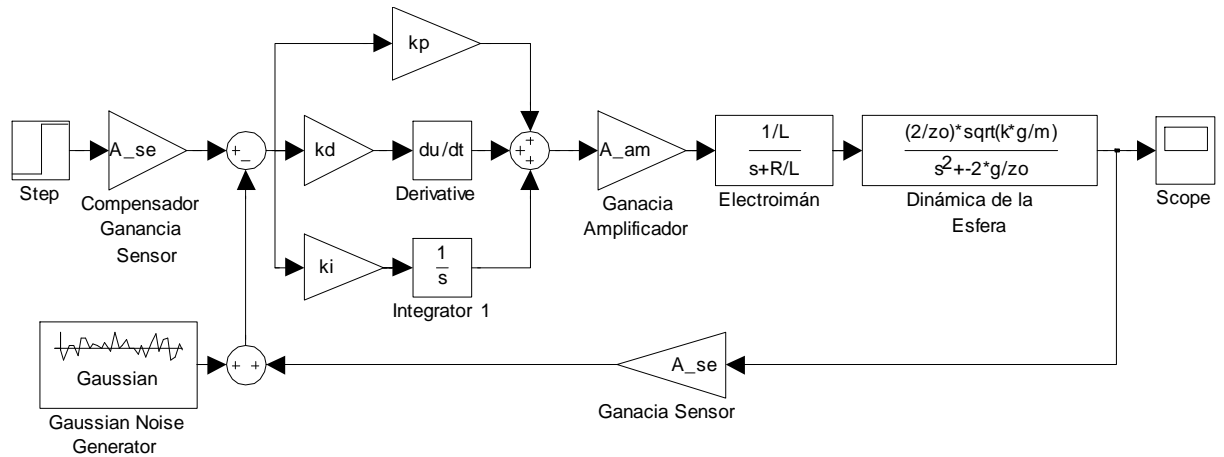 kp
Step
A_se
Compensador
Ganancia
Sensor
+
-
kd
du/dt
Derivative
ki
1
s
Integrator 1
+
+
+
A_am
Ganacia
Amplificador
1/L
s+R/L
Electroimán
(2/zo)*sqrt(k*g/m)
s2+-2*g/zo
Dinámica de la
Esfera
Scope
Gaussian
Gaussian Noise
Generator
+ +
A_se
Ganacia Sensor